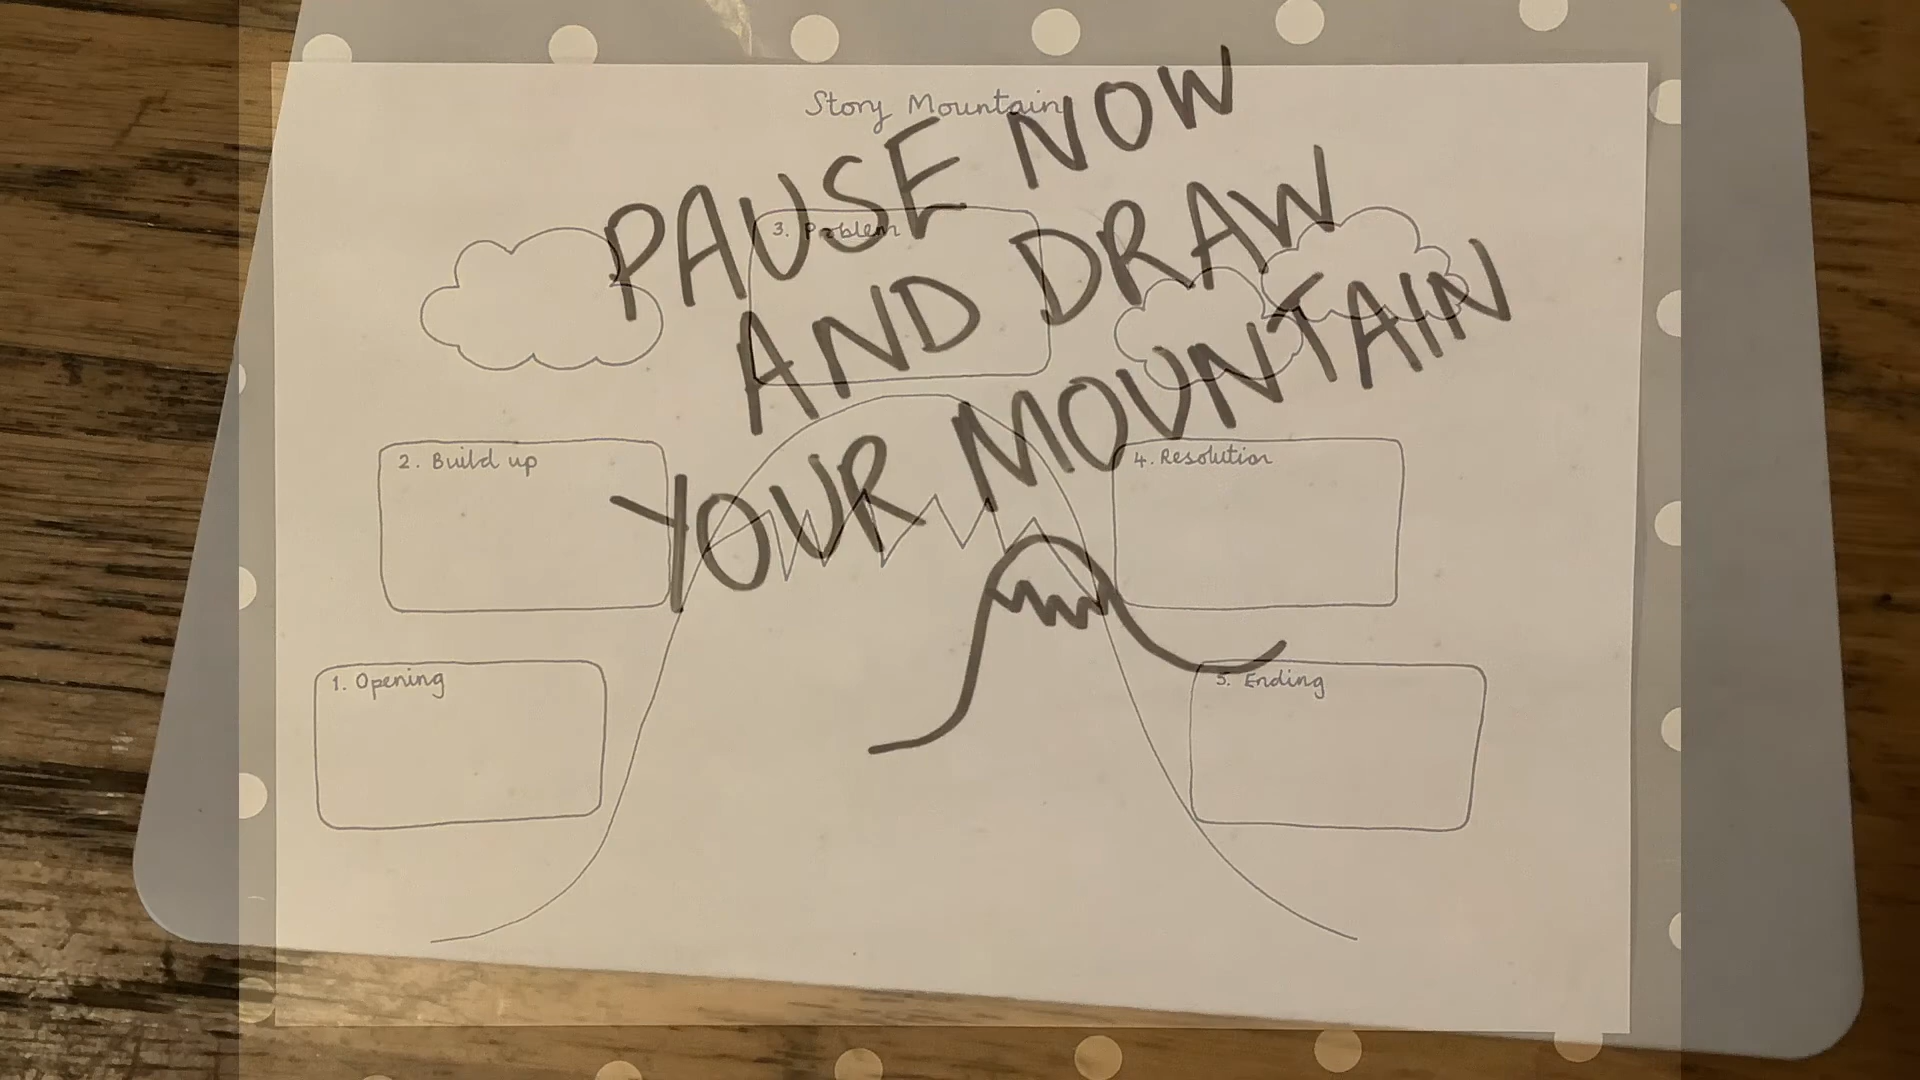 Story Mountain
PAUSE NOW
AND DRAW
YOUR MOUNTAIN
3. Problem
2. Build up
4. Resolution
1. Opening
5. Ending